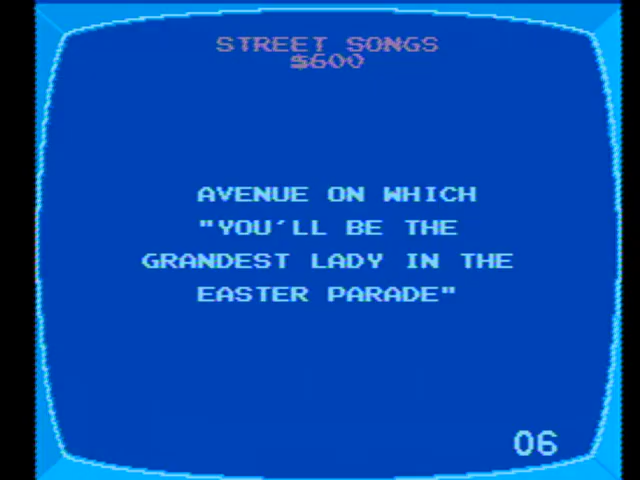 STREET SONGS
$600
AVENUE ON WHICH
"YOU'LL BE THE
GRANDEST LADY IN THE
EASTER PARADE"
06